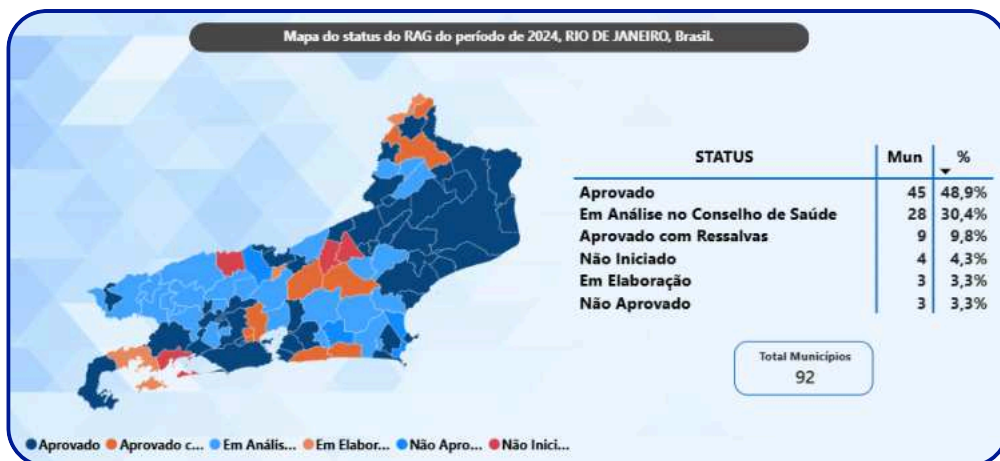 Mapa do status do RAG do período de 2024, RIO DE JANEIRO, Brasil.
STATUS Mun %
Aprovado 45 48,9%
Em Análise no Conselho de Saúde 28 30,4%
Aprovado com Ressalvas 9 9,8%
Não Iniciado 4 4,3%
Em Elaboração 3 3,3%
Não Aprovado 3 3,3%
Total Municípios
92
Aprovado Aprovado c... Em Anális... Em Elabor... Não Apro... Não Inici...